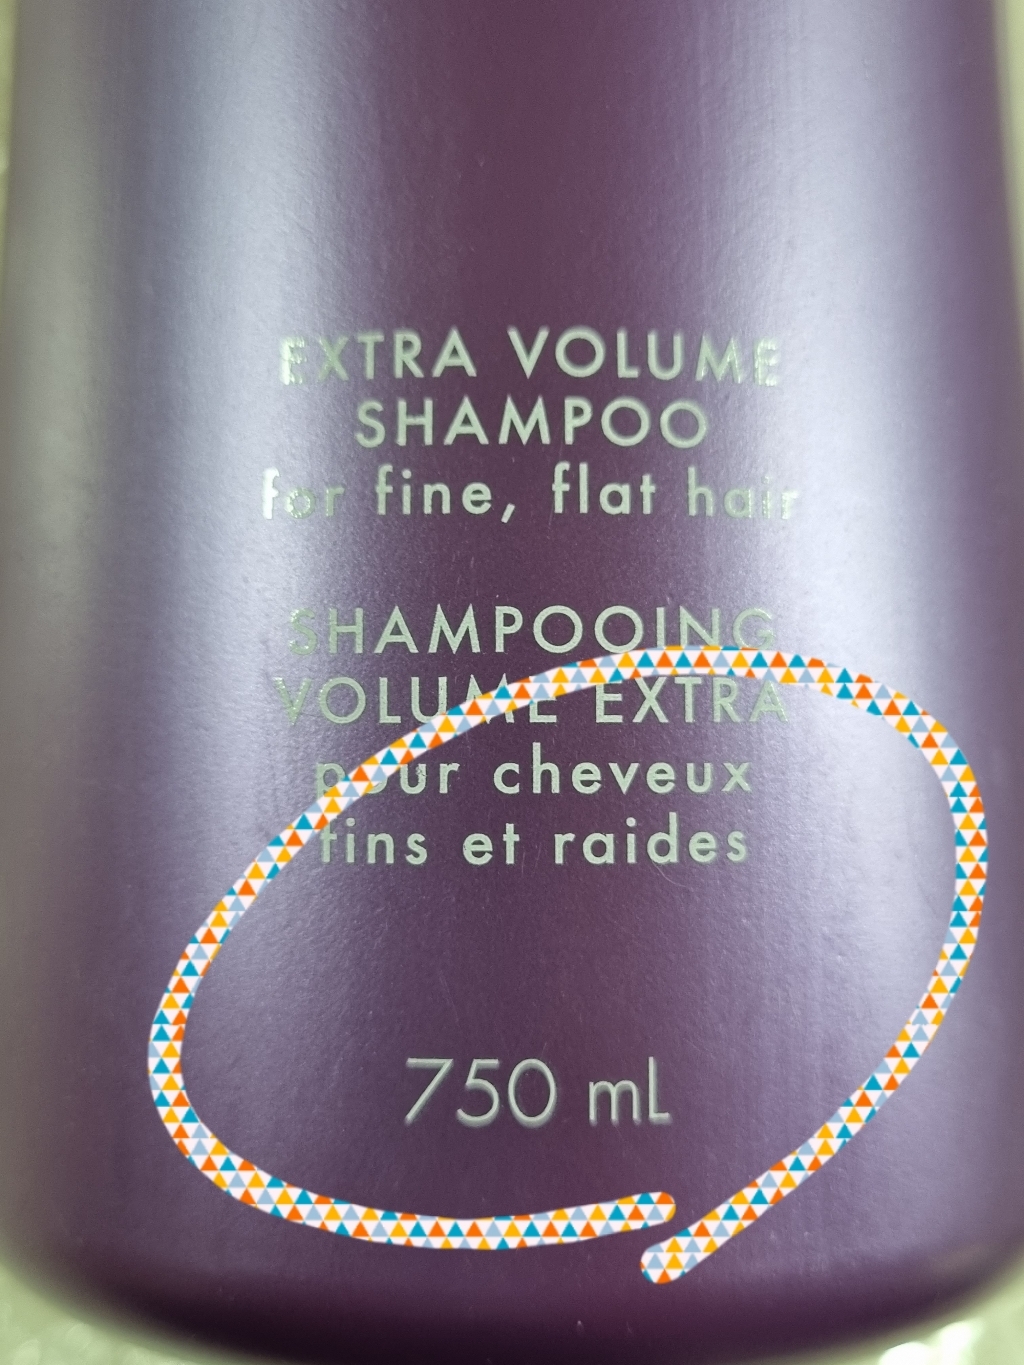 EXTRA VOLUME
SHAMPOO
for fine, flat hair
SHAMPOOING
VOLUME EXTRA
pour cheveux
fins et raides
750 mL